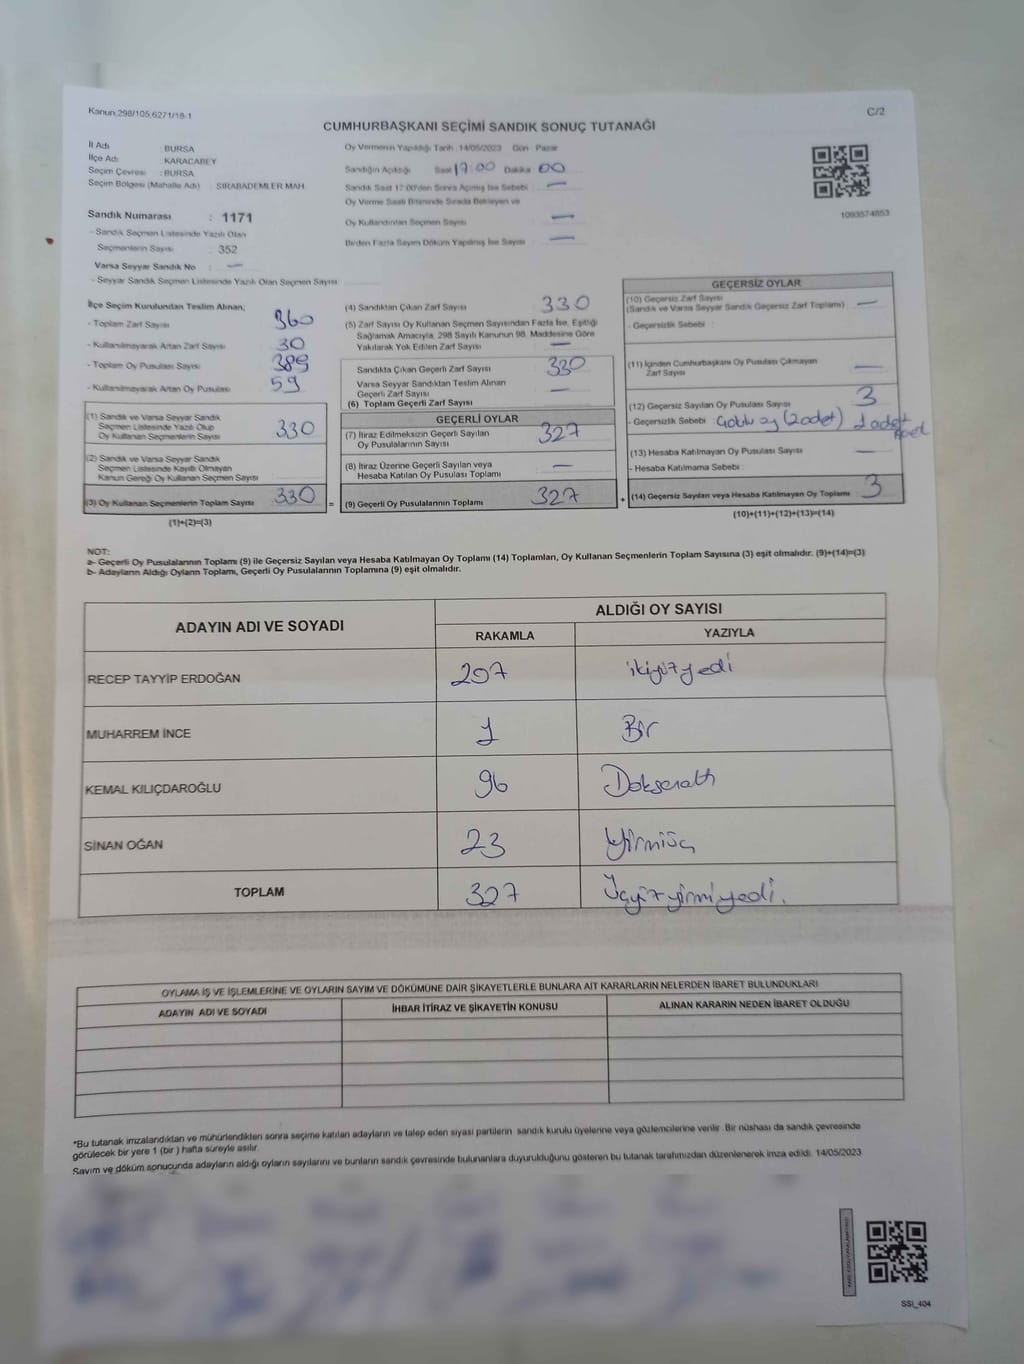 Kanun.298/105,6271/16-1
C/2
CUMHURBAŞKANI SEÇİMİ SANDIK SONUÇ TUTANAĞI
İl Adı : BURSA
İlçe Adı : KARACABEY
Seçim Çevresi : BURSA
Seçim Bölgesi (Mahalle Adı) : SIRABADEMLER MAH.
Sandık Numarası : 1171
- Sandık Seçmen Listesinde Yazılı Olan
Seçmenlerin Sayısı : 352
Varsa Seyyar Sandık No : —
- Seyyar Sandık Seçmen Listesinde Yazılı Olan Seçmen Sayısı
Oy Vermenin Yapıldığı Tarih : 14/05/2023 Gün : Pazar
Sandığın Açıldığı Saat 17:00 Dakika 00
Sandık Saat 17:00'den Sonra Açılmış İse Sebebi : —
Oy Verme Saati Bitiminde Sırada Bekleyen ve
Oy Kullandırılan Seçmen Sayısı —
Birden Fazla Sayım Döküm Yapılmış İse Sayısı —
1093574853
İlçe Seçim Kurulundan Teslim Alınan;
- Toplam Zarf Sayısı 360
- Kullanılmayarak Artan Zarf Sayısı 30
- Toplam Oy Pusulası Sayısı 389
- Kullanılmayarak Artan Oy Pusulası 59
(1) Sandık ve Varsa Seyyar Sandık
Seçmen Listesinde Yazılı Olup
Oy Kullanan Seçmenlerin Sayısı 330
(2) Sandık ve Varsa Seyyar Sandık
Seçmen Listesinde Kayıtlı Olmayan
Kanun Gereği Oy Kullanan Seçmen Sayısı —
(3) Oy Kullanan Seçmenlerin Toplam Sayısı 330
(1)+(2)=(3)
=
(4) Sandıktan Çıkan Zarf Sayısı 330
(5) Zarf Sayısı Oy Kullanan Seçmen Sayısından Fazla İse, Eşitliği
Sağlamak Amacıyla, 298 Sayılı Kanunun 98. Maddesine Göre
Yakılarak Yok Edilen Zarf Sayısı —
Sandıkta Çıkan Geçerli Zarf Sayısı 330
Varsa Seyyar Sandıktan Teslim Alınan
Geçerli Zarf Sayısı —
(6) Toplam Geçerli Zarf Sayısı
GEÇERLİ OYLAR
(7) İtiraz Edilmeksizin Geçerli Sayılan
Oy Pusulalarının Sayısı 327
(8) İtiraz Üzerine Geçerli Sayılan veya
Hesaba Katılan Oy Pusulası Toplamı —
(9) Geçerli Oy Pusulalarının Toplamı 327
+
GEÇERSİZ OYLAR
(10) Geçersiz Zarf Sayısı
(Sandık ve Varsa Seyyar Sandık Geçersiz Zarf Toplamı) —
- Geçersizlik Sebebi :
(11) İçinden Cumhurbaşkanı Oy Pusulası Çıkmayan
Zarf Sayısı —
(12) Geçersiz Sayılan Oy Pusulası Sayısı 3
- Geçersizlik Sebebi : (2 adet) 1 adet
(13) Hesaba Katılmayan Oy Pusulası Sayısı —
- Hesaba Katılmama Sebebi :
(14) Geçersiz Sayılan veya Hesaba Katılmayan Oy Toplamı 3
(10)+(11)+(12)+(13)=(14)
NOT:
a- Geçerli Oy Pusulalarının Toplamı (9) ile Geçersiz Sayılan veya Hesaba Katılmayan Oy Toplamı (14) Toplamları, Oy Kullanan Seçmenlerin Toplam Sayısına (3) eşit olmalıdır. (9)+(14)=(3)
b- Adayların Aldığı Oyların Toplamı, Geçerli Oy Pusulalarının Toplamına (9) eşit olmalıdır.
ADAYIN ADI VE SOYADI
ALDIĞI OY SAYISI
RAKAMLA YAZIYLA
RECEP TAYYİP ERDOĞAN 207 ikiyüzyedi
MUHARREM İNCE 1 Bir
KEMAL KILIÇDAROĞLU 96 Doksanaltı
SİNAN OĞAN 23 Yirmiüç
TOPLAM 327 Üçyüzyirmiyedi.
OYLAMA İŞ VE İŞLEMLERİNE VE OYLARIN SAYIM VE DÖKÜMÜNE DAİR ŞİKAYETLERLE BUNLARA AİT KARARLARIN NELERDEN İBARET BULUNDUKLARI
ADAYIN ADI VE SOYADI İHBAR İTİRAZ VE ŞİKAYETİN KONUSU ALINAN KARARIN NEDEN İBARET OLDUĞU
*Bu tutanak imzalandıktan ve mühürlendikten sonra seçime katılan adayların ve talep eden siyasi partilerin sandık kurulu üyelerine veya gözlemcilerine verilir. Bir nüshası da sandık çevresinde
görülecek bir yere 1 (bir) hafta süreyle asılır.
Sayım ve döküm sonucunda adayların aldığı oyların sayılarını ve bunların sandık çevresinde bulunanlara duyurulduğunu gösteren bu tutanak tarafımızdan düzenlenerek imza edildi. 14/05/2023
SSI_404